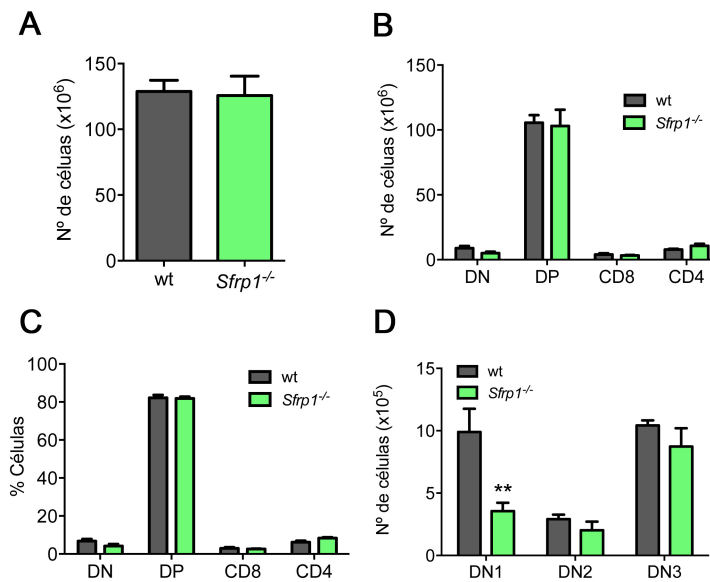 A
Nº de céluas (x10⁶)
150
100
50
0
wt
Sfrp1⁻/⁻
B
Nº de células (x10⁶)
150
100
50
0
wt
Sfrp1⁻/⁻
DN DP CD8 CD4
C
% Células
100
80
60
40
20
0
wt
Sfrp1⁻/⁻
DN DP CD8 CD4
D
Nº de células (x10⁵)
15
10
5
0
wt
Sfrp1⁻/⁻
**
DN1 DN2 DN3